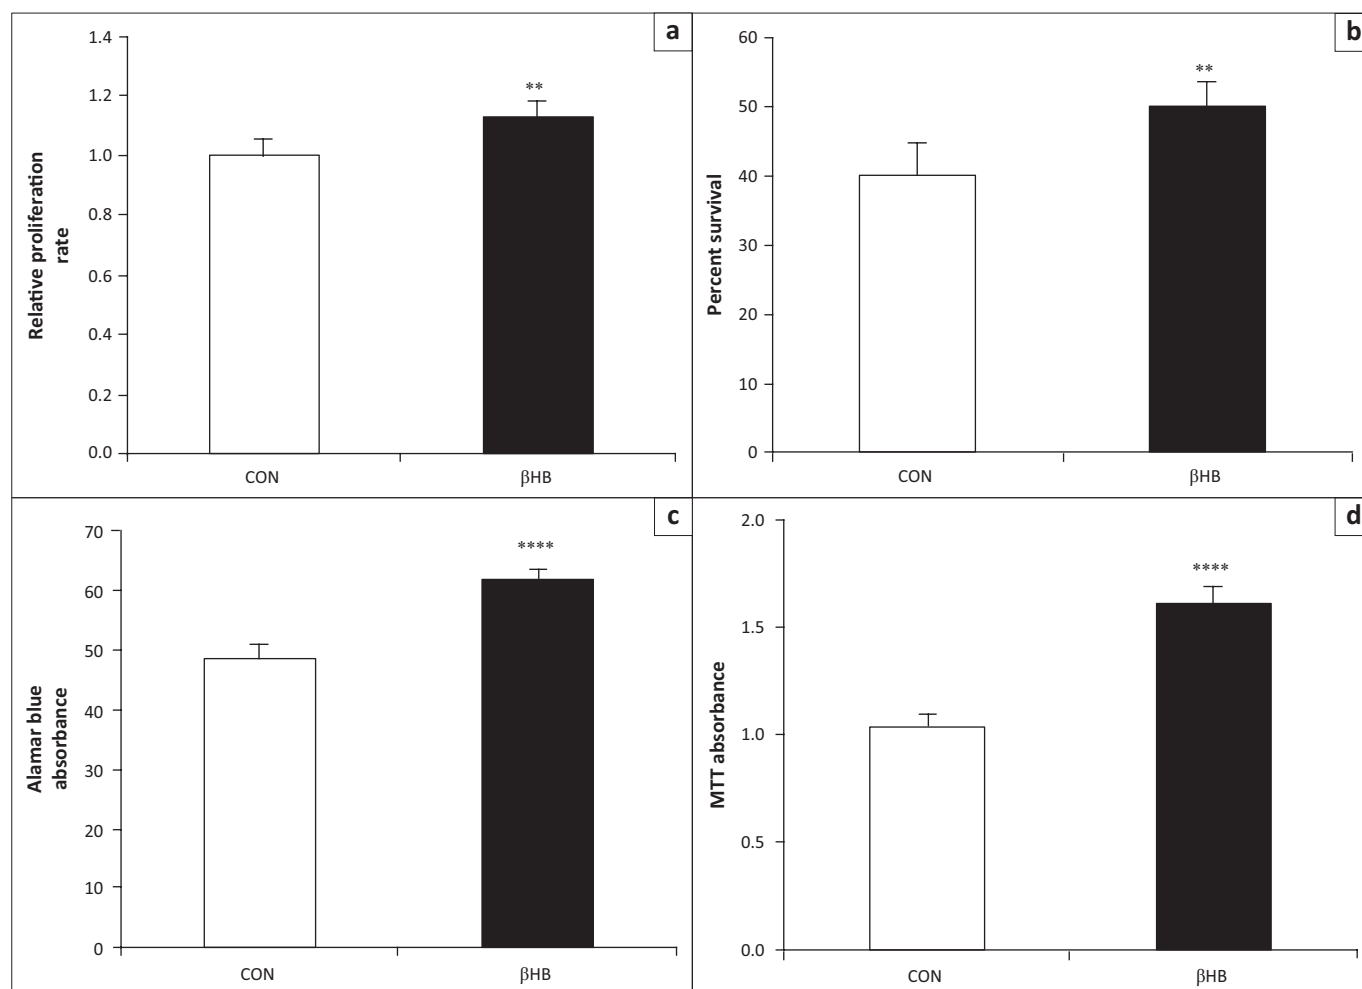 a
1.4
1.2
1.0
0.8
0.6
0.4
0.2
0.0
Relative proliferation
rate
**
CON
βHB
b
60
50
40
30
20
10
0
Percent survival
**
CON
βHB
c
70
60
50
40
30
20
10
0
Alamar blue
absorbance
****
CON
βHB
d
2.0
1.5
1.0
0.5
0.0
MTT absorbance
****
CON
βHB